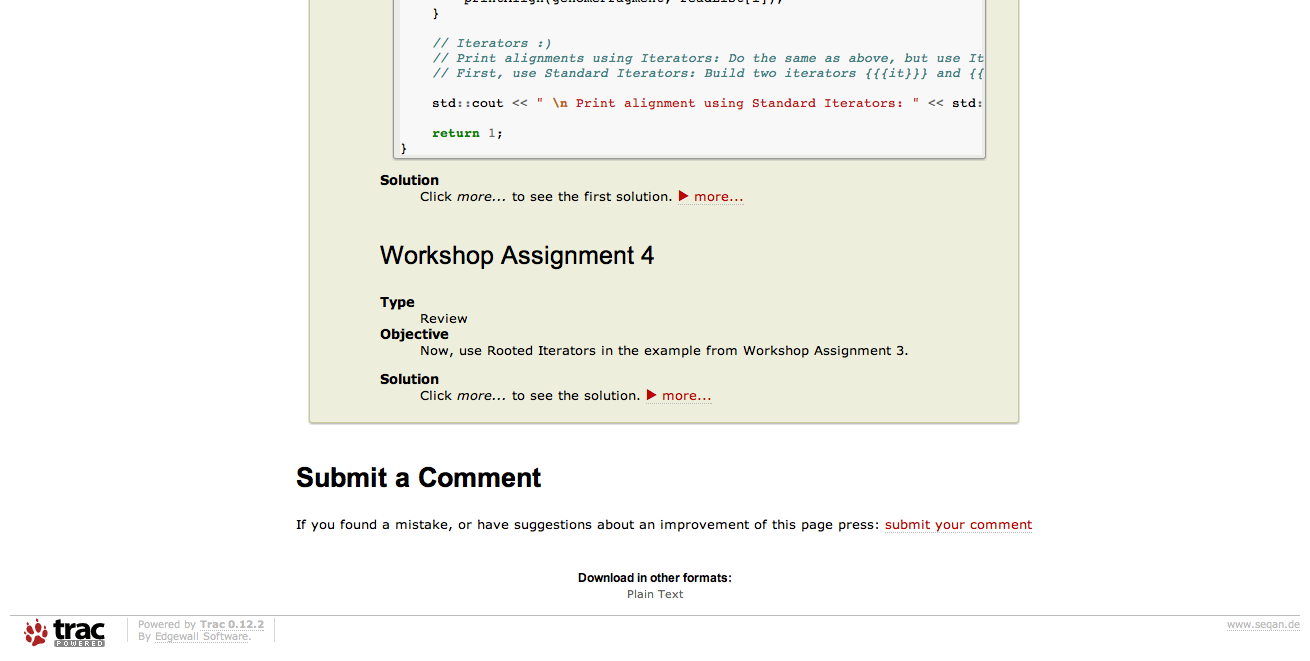 }
// Iterators :)
// Print alignments using Iterators: Do the same as above, but use It
// First, use Standard Iterators: Build two iterators {{{it}}} and {{
std::cout << " \n Print alignment using Standard Iterators: " << std:
return 1;
}
Solution
Click more... to see the first solution. more...
Workshop Assignment 4
Type
Review
Objective
Now, use Rooted Iterators in the example from Workshop Assignment 3.
Solution
Click more... to see the solution. more...
Submit a Comment
If you found a mistake, or have suggestions about an improvement of this page press: submit your comment
Download in other formats:
Plain Text
trac
POWERED
Powered by Trac 0.12.2
By Edgewall Software.
www.seqan.de